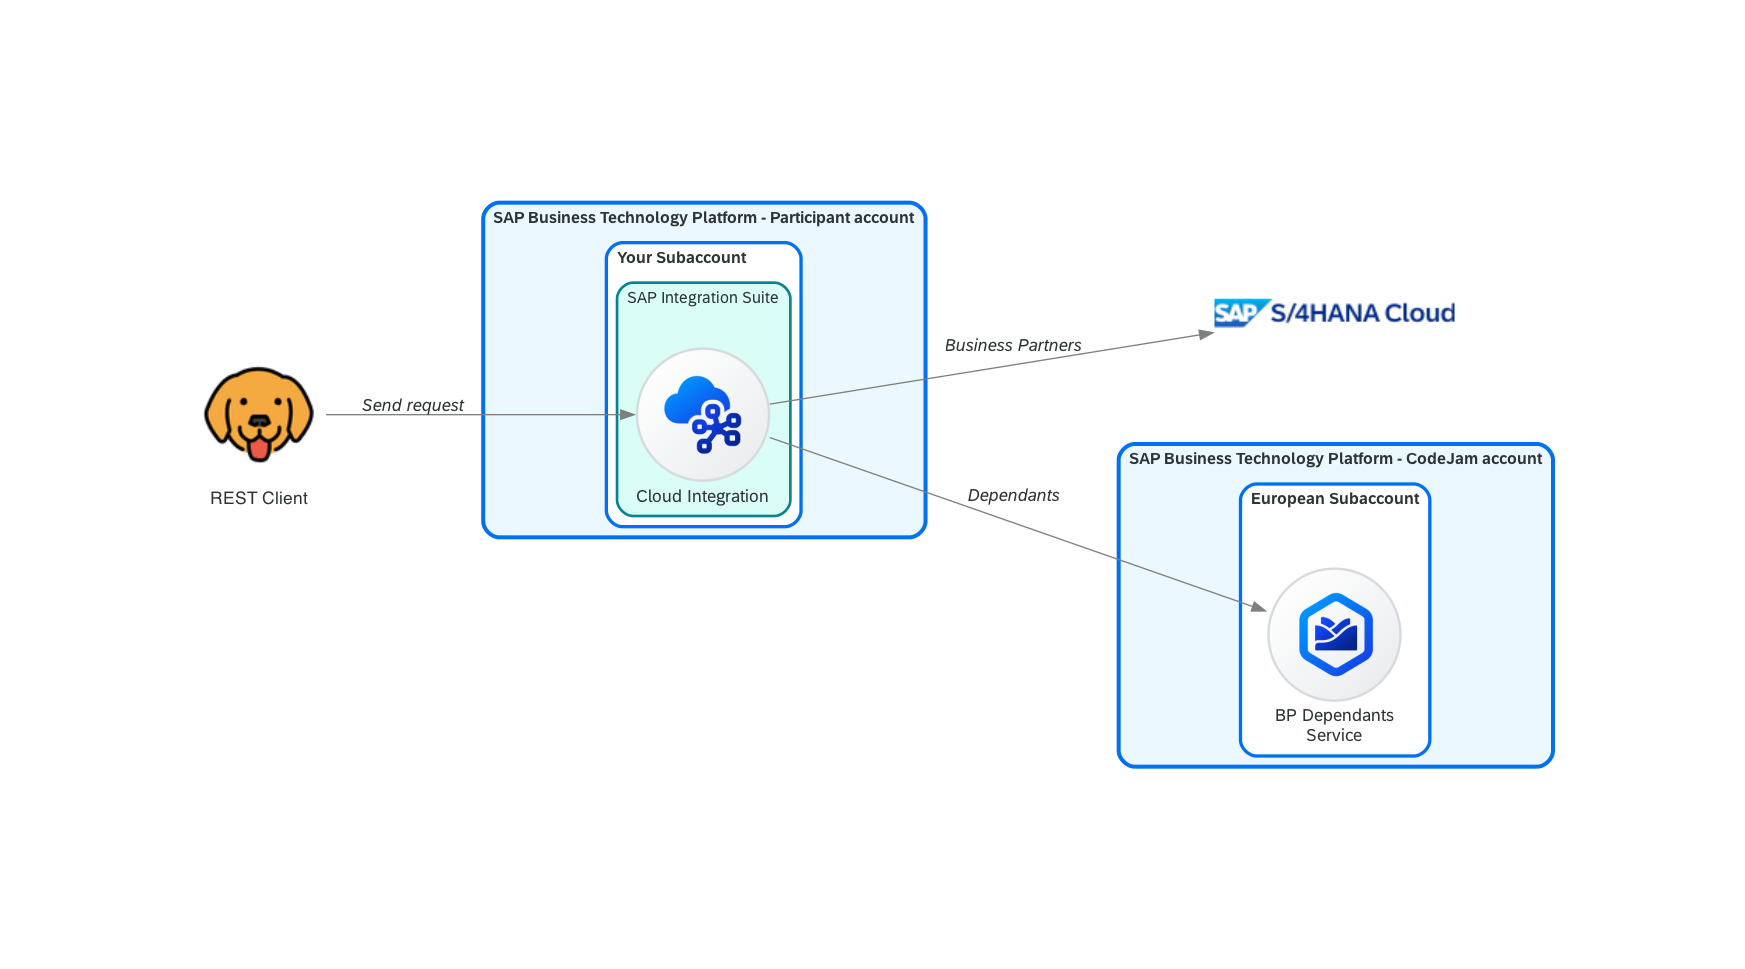 SAP Business Technology Platform - Participant account
Your Subaccount
SAP Integration Suite
Cloud Integration
Send request
REST Client
Business Partners
SAP S/4HANA Cloud
Dependants
SAP Business Technology Platform - CodeJam account
European Subaccount
BP Dependants
Service